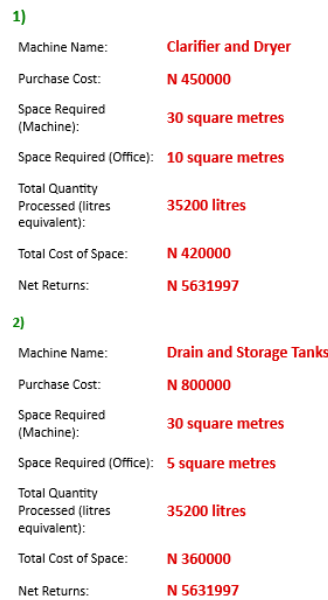 1)
Machine Name: Clarifier and Dryer
Purchase Cost: N 450000
Space Required
(Machine): 30 square metres
Space Required (Office): 10 square metres
Total Quantity
Processed (litres
equivalent): 35200 litres
Total Cost of Space: N 420000
Net Returns: N 5631997
2)
Machine Name: Drain and Storage Tanks
Purchase Cost: N 800000
Space Required
(Machine): 30 square metres
Space Required (Office): 5 square metres
Total Quantity
Processed (litres
equivalent): 35200 litres
Total Cost of Space: N 360000
Net Returns: N 5631997